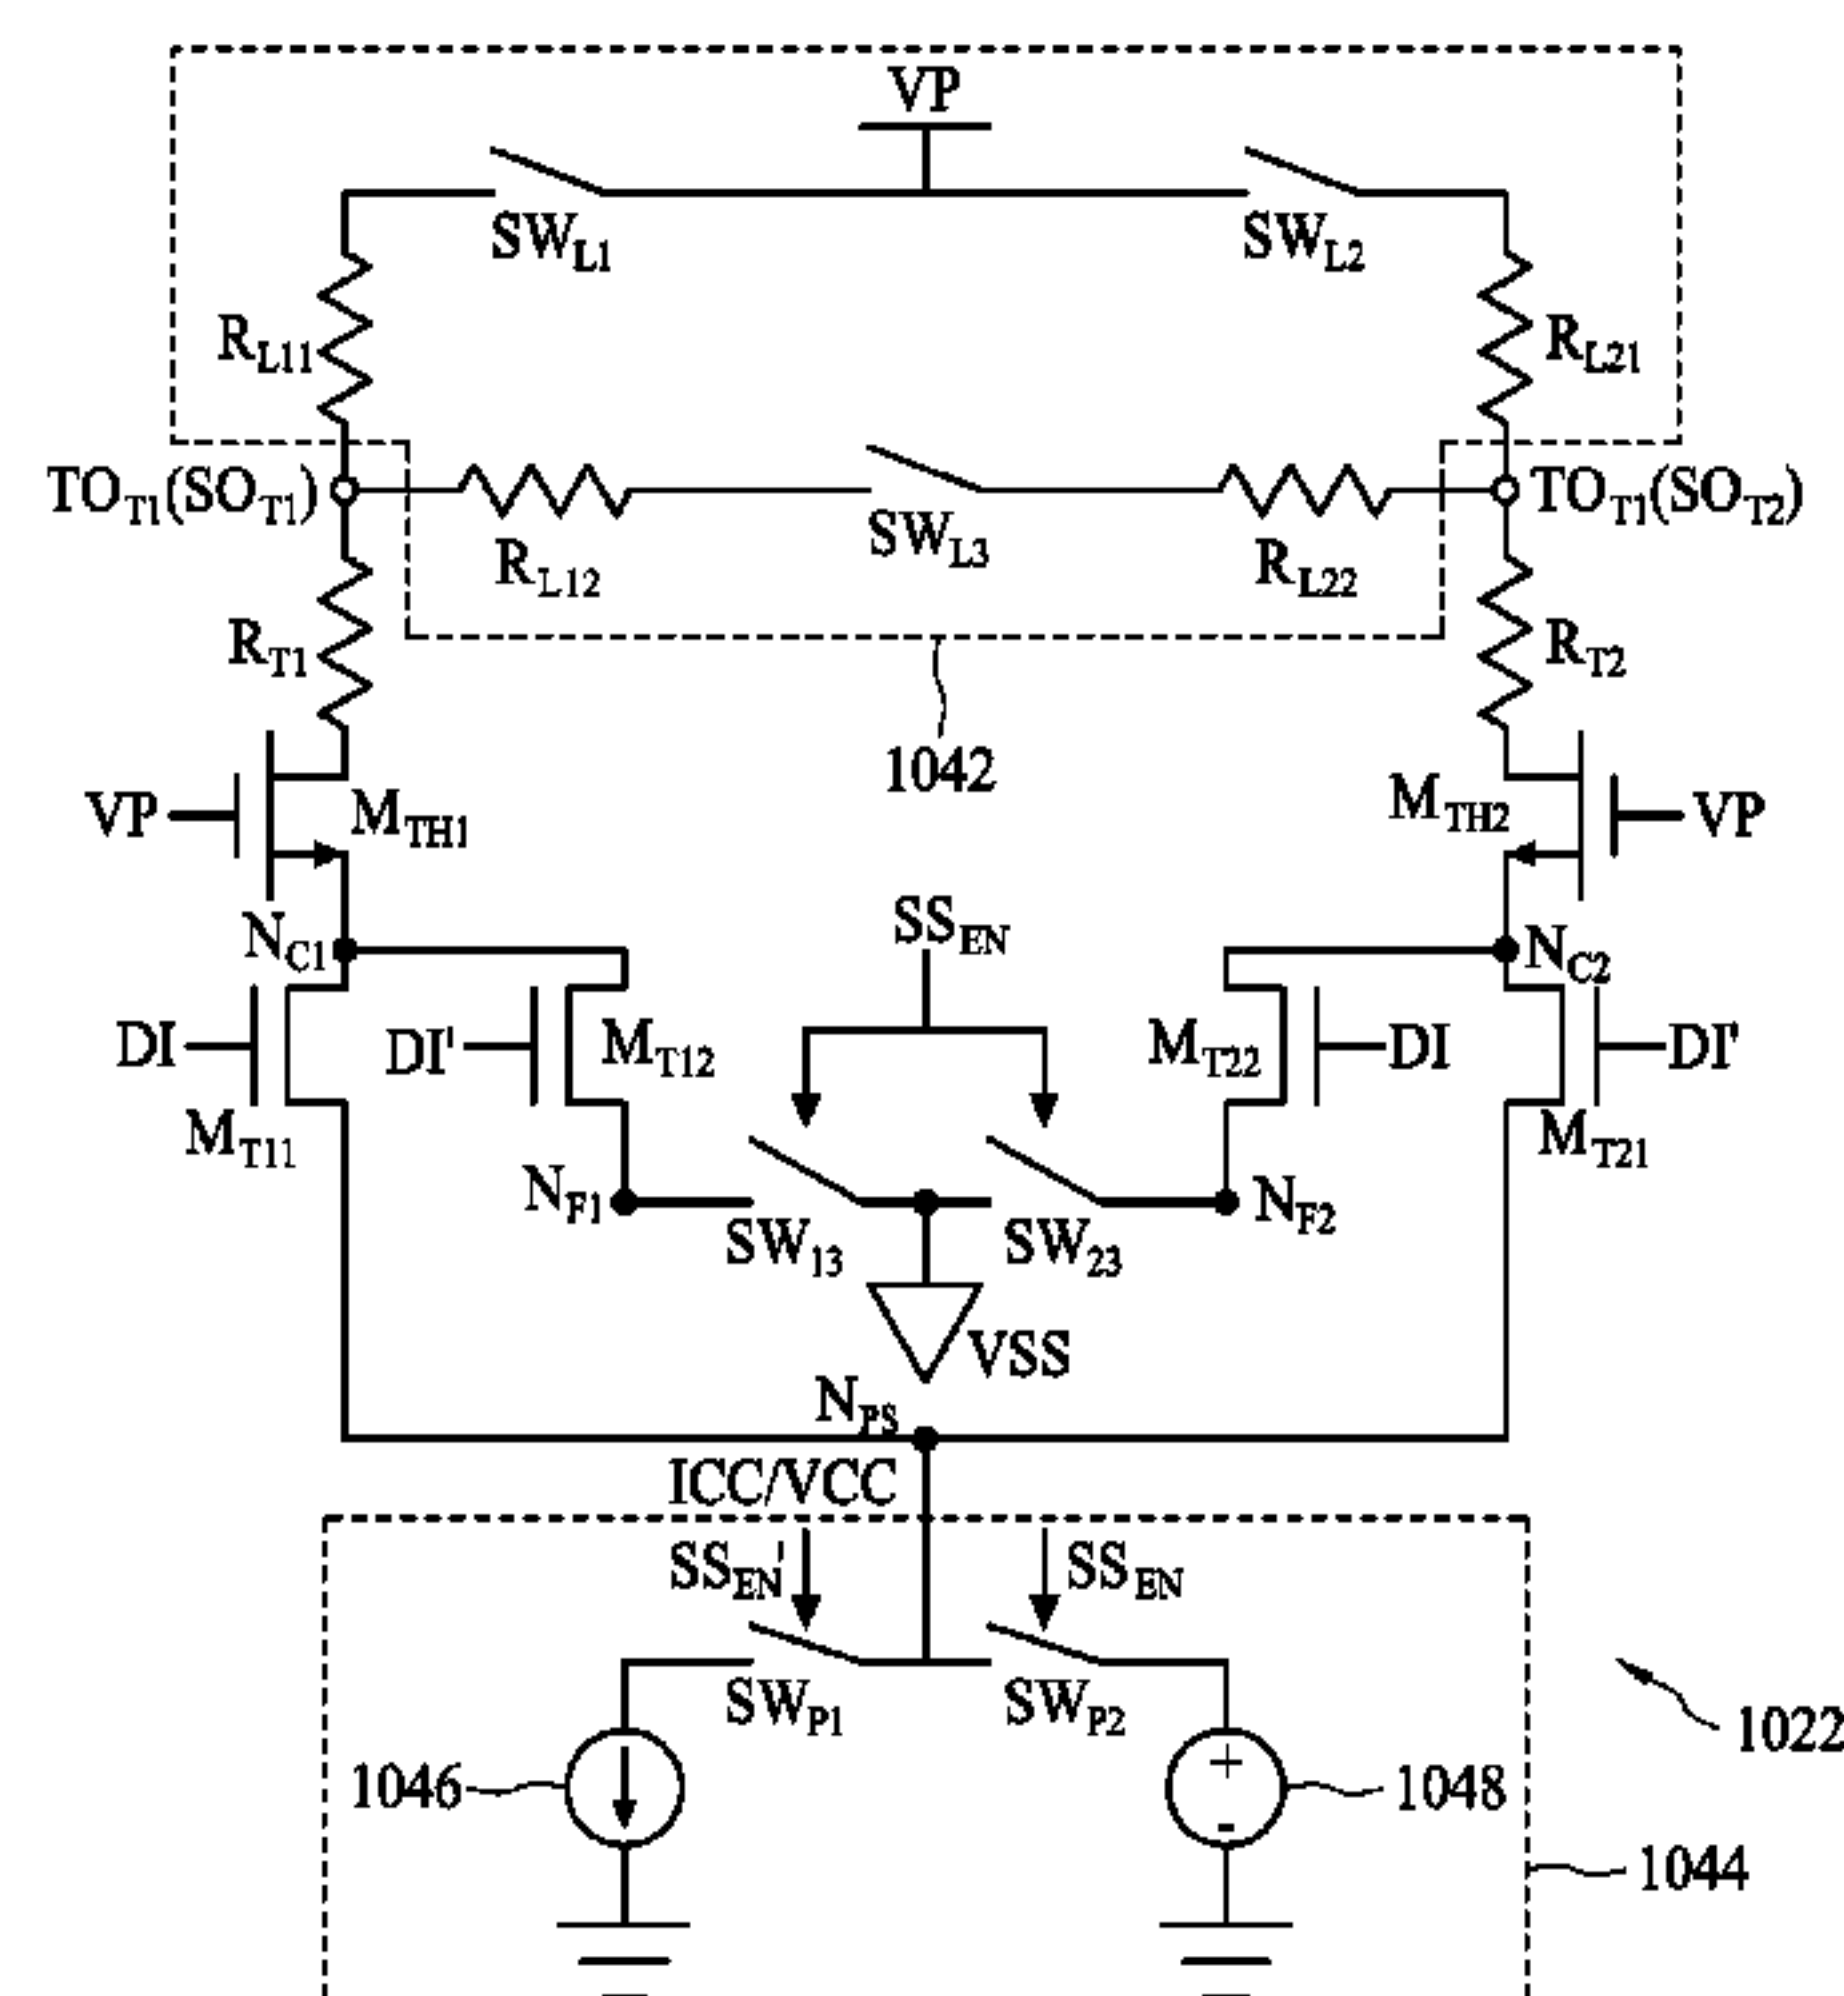 VP
SWL1
SWL2
RL11
RL21
TOT1(SOT1)
TOT1(SOT2)
RL12
SWL3
RL22
RT1
RT2
1042
VP
MTH1
MTH2
VP
NC1
SSEN
NC2
DI
DI'
MT12
MT22
DI
DI'
MT11
MT21
NF1
NF2
SW13
SW23
VSS
NPS
ICC/VCC
SSEN'
SSEN
SWP1
SWP2
1022
1046
+
-
1048
1044